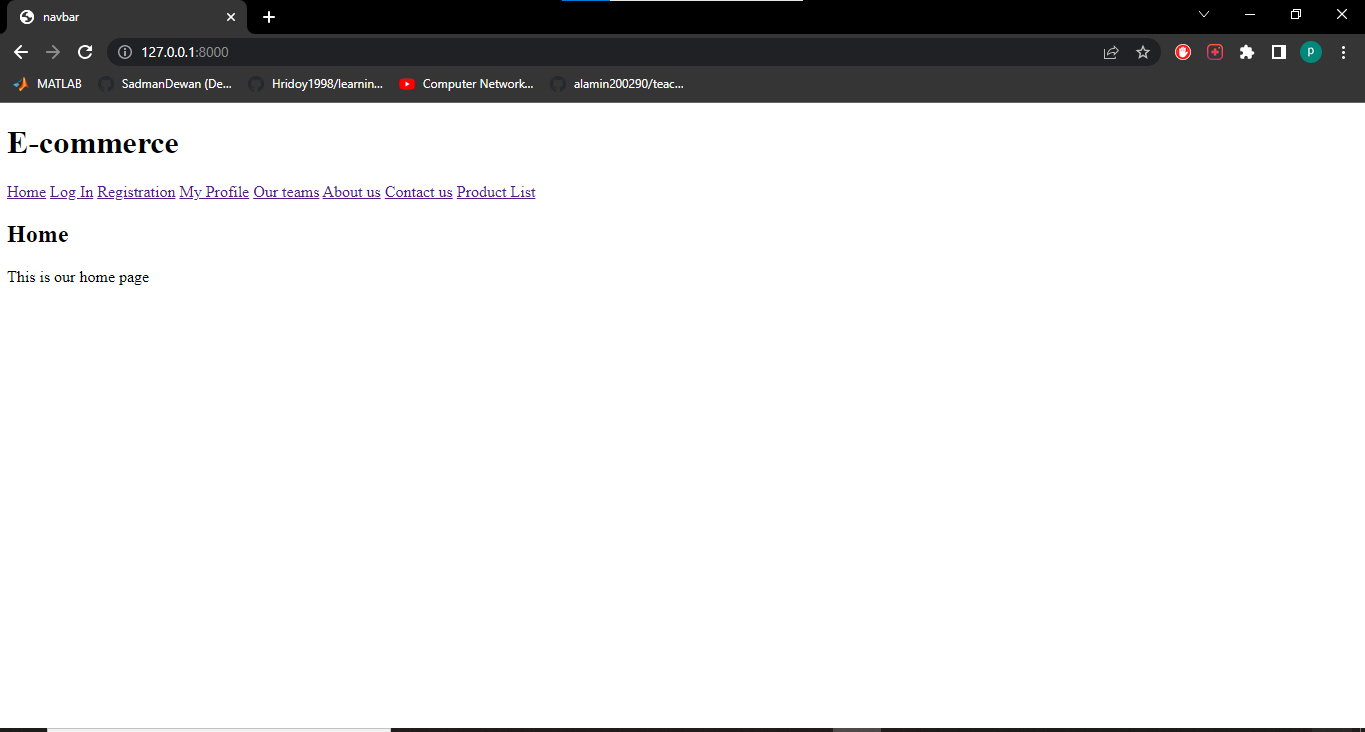 navbar
127.0.0.1:8000
P
MATLAB SadmanDewan (De... Hridoy1998/learnin... Computer Network... alamin200290/teac...
E-commerce
Home Log In Registration My Profile Our teams About us Contact us Product List
Home
This is our home page